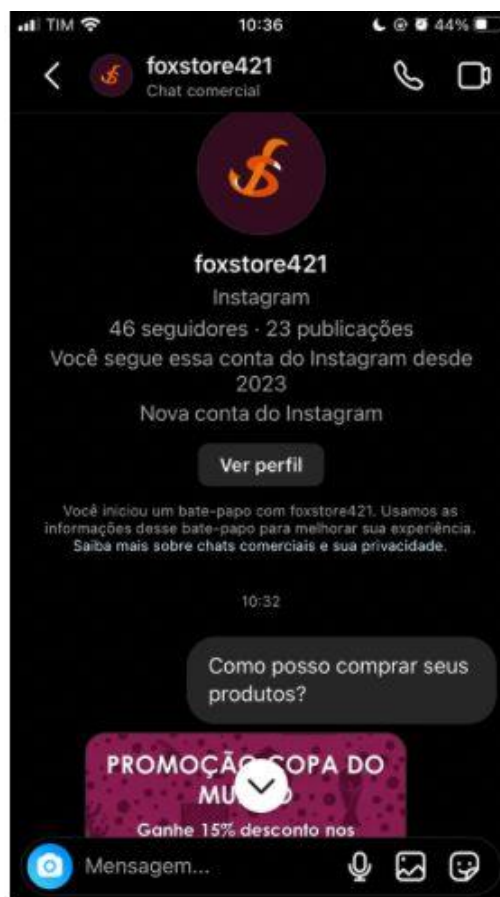 TIM 10:36 44%
foxstore421
Chat comercial
foxstore421
Instagram
46 seguidores · 23 publicações
Você segue essa conta do Instagram desde
2023
Nova conta do Instagram
Ver perfil
Você iniciou um bate-papo com foxstore421. Usamos as
informações desse bate-papo para melhorar sua experiência.
Saiba mais sobre chats comerciais e sua privacidade.
10:32
Como posso comprar seus
produtos?
PROMOÇÃO COPA DO
Ganhe 15% desconto nos
Mensagem...